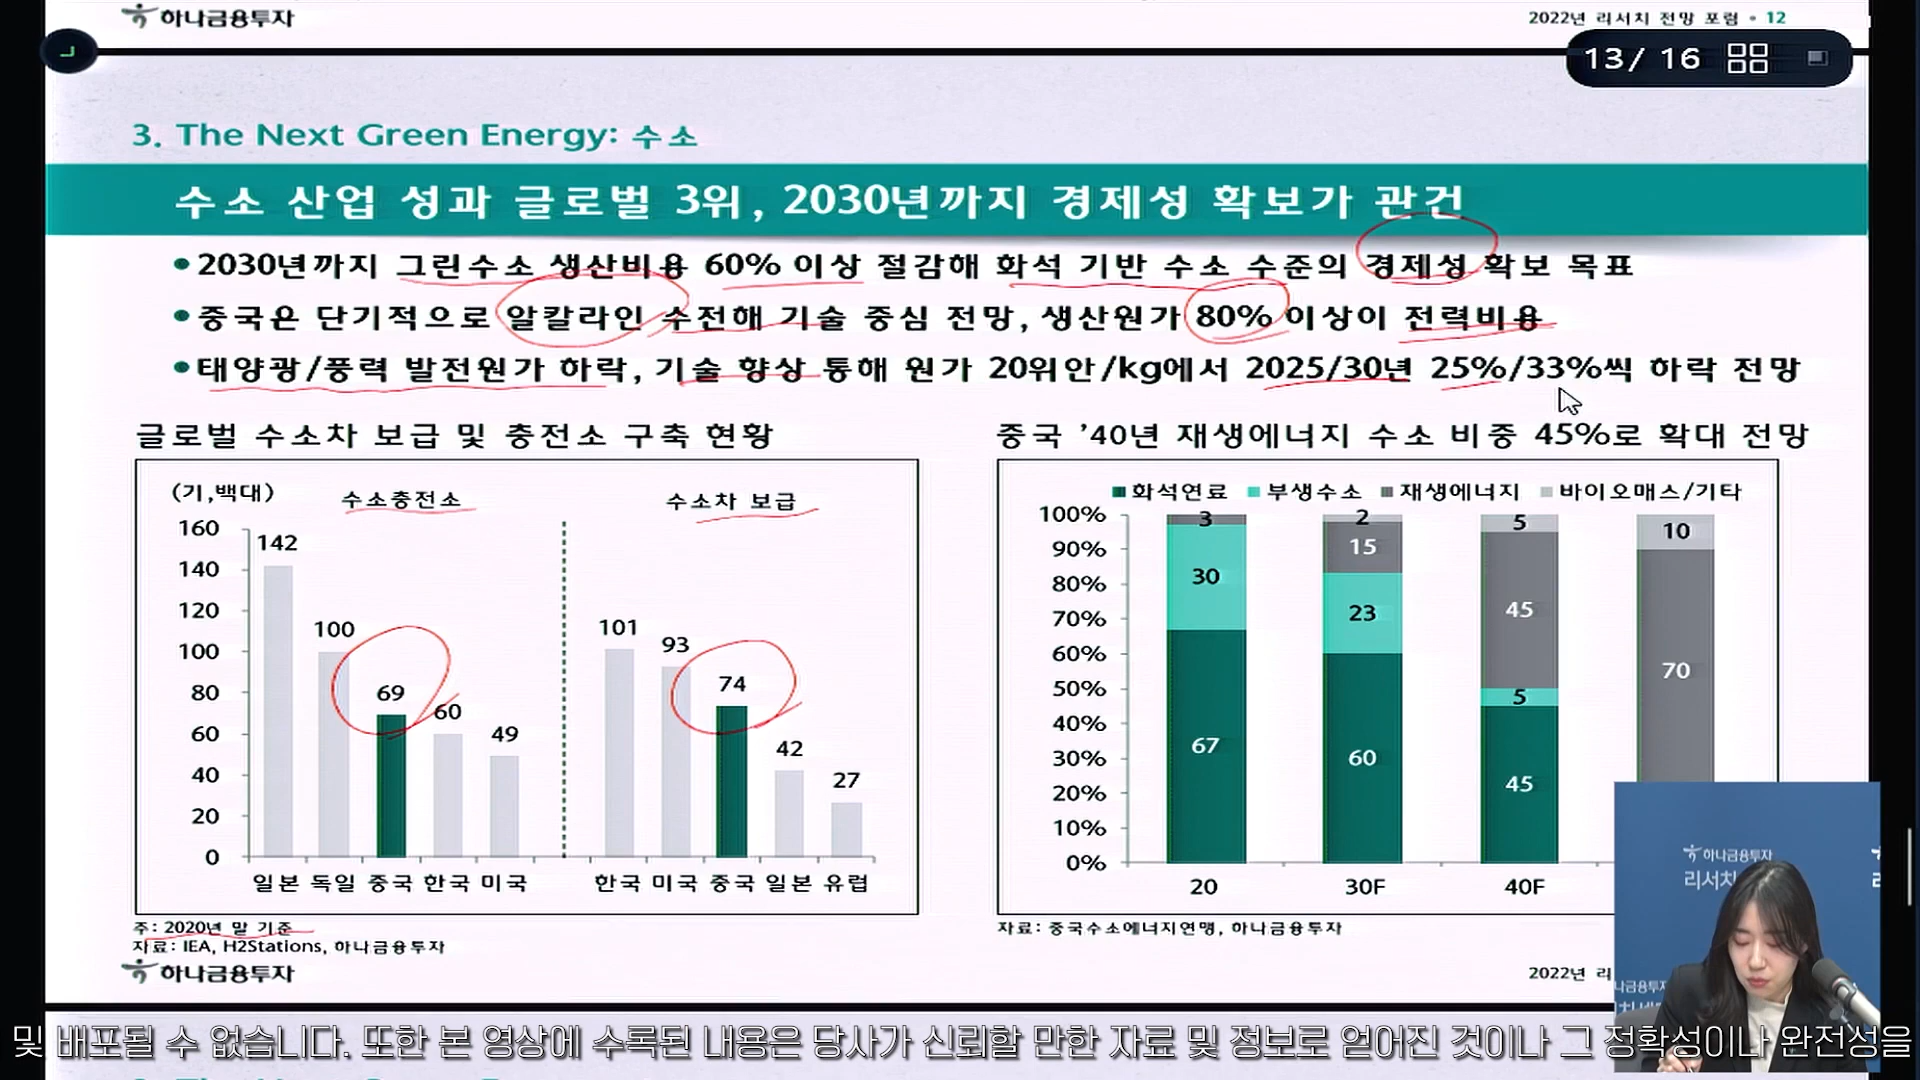 하나금융투자
2022년 리서치 전망 포럼 • 12
13/ 16
3. The Next Green Energy: 수소
수소 산업 성과 글로벌 3위, 2030년까지 경제성 확보가 관건
•2030년까지 그린수소 생산비용 60% 이상 절감해 화석 기반 수소 수준의 경제성 확보 목표
•중국은 단기적으로 알칼라인 수전해 기술 중심 전망, 생산원가 80% 이상이 전력비용
•태양광/풍력 발전원가 하락, 기술 향상 통해 원가 20위안/kg에서 2025/30년 25%/33%씩 하락 전망
글로벌 수소차 보급 및 충전소 구축 현황
(기,백대)
수소충전소
수소차 보급
160
140
120
100
80
60
40
20
0
142
100
69
60
49
101
93
74
42
27
일본 독일 중국 한국 미국
한국 미국 중국 일본 유럽
주: 2020년 말 기준
자료: IEA, H2Stations, 하나금융투자
중국 ’40년 재생에너지 수소 비중 45%로 확대 전망
화석연료 부생수소 재생에너지 바이오매스/기타
100%
90%
80%
70%
60%
50%
40%
30%
20%
10%
0%
3
30
67
2
15
23
60
5
45
5
45
10
70
20
30F
40F
자료: 중국수소에너지연맹, 하나금융투자
하나금융투자
2022년 리
하나금융투자
리서치
및 배포될 수 없습니다. 또한 본 영상에 수록된 내용은 당사가 신뢰할 만한 자료 및 정보로 얻어진 것이나 그 정확성이나 완전성을